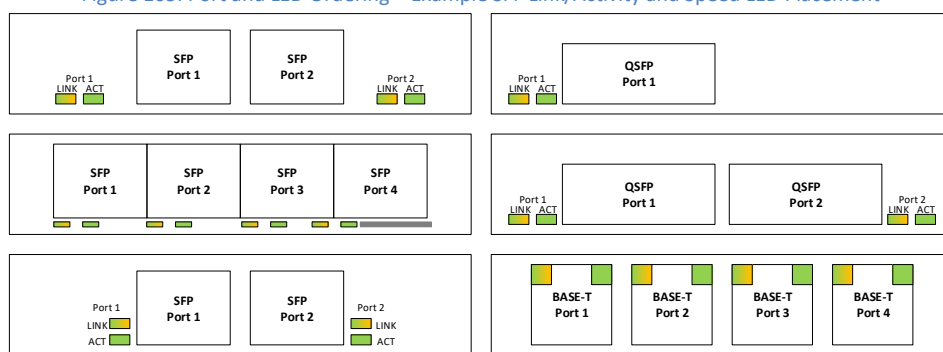 Figure Port and LED Ordering – Example SFP Link/Activity and Speed LED Placement
Port 1
LINK ACT
SFP
Port 1
SFP
Port 2
Port 2
LINK ACT
Port 1
LINK ACT
QSFP
Port 1
SFP
Port 1
SFP
Port 2
SFP
Port 3
SFP
Port 4
Port 1
LINK ACT
QSFP
Port 1
QSFP
Port 2
Port 2
LINK ACT
Port 1
LINK
ACT
SFP
Port 1
SFP
Port 2
Port 2
LINK
ACT
BASE-T
Port 1
BASE-T
Port 2
BASE-T
Port 3
BASE-T
Port 4